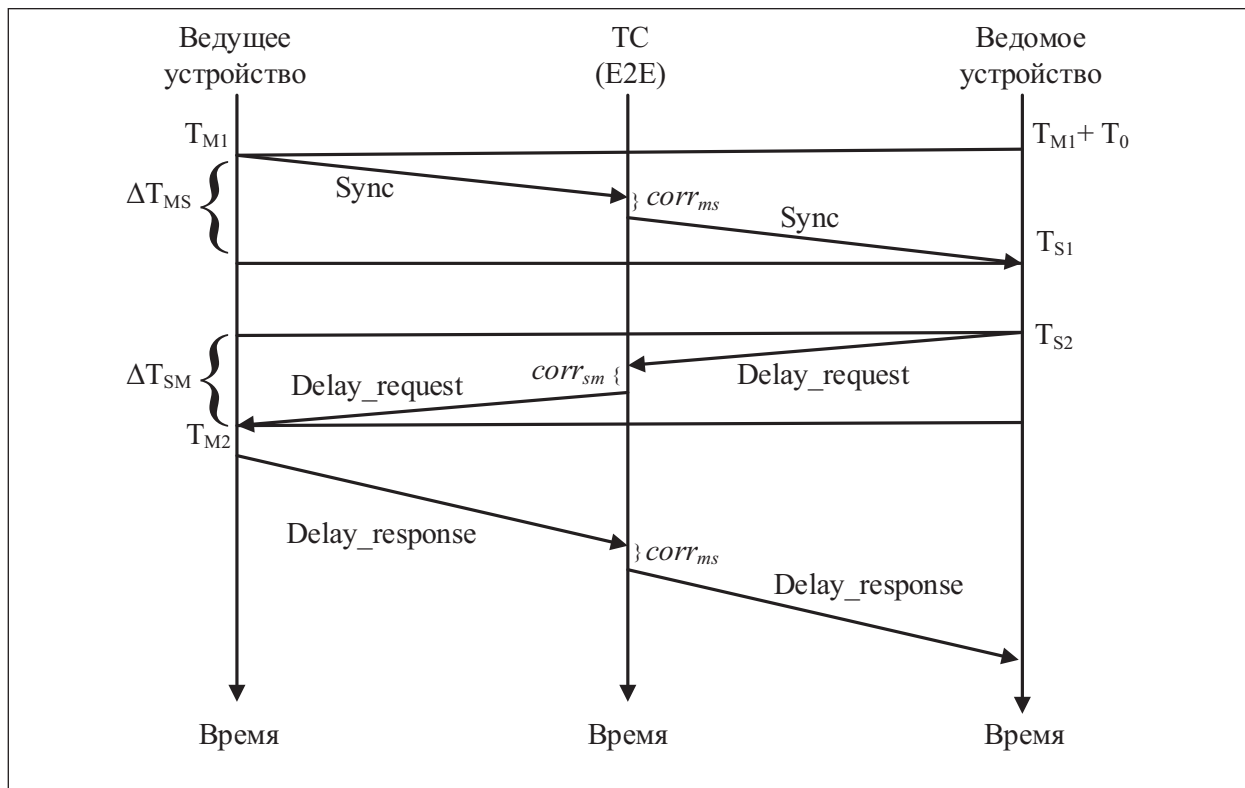 Ведущее
устройство
TC
(E2E)
Ведомое
устройство
T_M1
T_M1 + T_0
ΔT_MS
Sync
} corr_ms
Sync
T_S1
T_S2
ΔT_SM
corr_sm {
Delay_request
Delay_request
T_M2
Delay_response
} corr_ms
Delay_response
Время
Время
Время